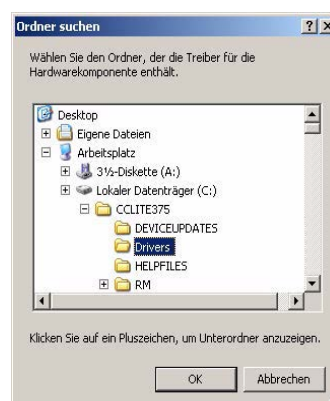 Ordner suchen
Wählen Sie den Ordner, der die Treiber für die
Hardwarekomponente enthält.
Desktop
Eigene Dateien
Arbeitsplatz
3½-Diskette (A:)
Lokaler Datenträger (C:)
CCLITE375
DEVICEUPDATES
Drivers
HELPFILES
RM
Klicken Sie auf ein Pluszeichen, um Unterordner anzuzeigen.
OK Abbrechen